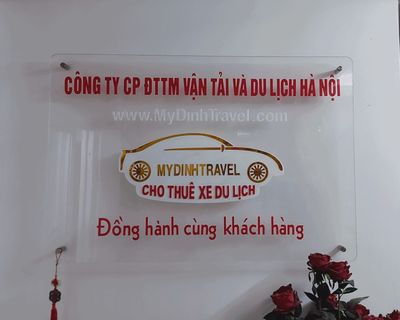 CÔNG TY CP ĐTTM VẬN TẢI VÀ DU LỊCH HÀ NỘI
www.MyDinhTravel.com
MYDINHTRAVEL
CHO THUÊ XE DU LỊCH
Đồng hành cùng khách hàng